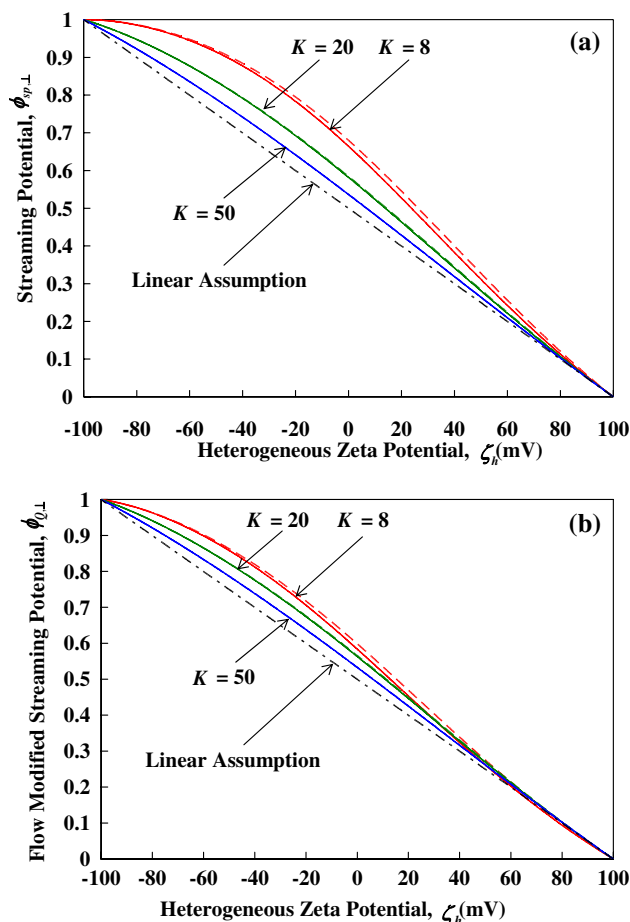 (a)
K = 20
K = 8
K = 50
Linear Assumption
Streaming Potential, ϕsp,⊥
1
0.9
0.8
0.7
0.6
0.5
0.4
0.3
0.2
0.1
0
-100 -80 -60 -40 -20 0 20 40 60 80 100
Heterogeneous Zeta Potential, ζh(mV)
(b)
K = 20
K = 8
K = 50
Linear Assumption
Flow Modified Streaming Potential, ϕQ,⊥
1
0.9
0.8
0.7
0.6
0.5
0.4
0.3
0.2
0.1
0
-100 -80 -60 -40 -20 0 20 40 60 80 100
Heterogeneous Zeta Potential, ζh(mV)